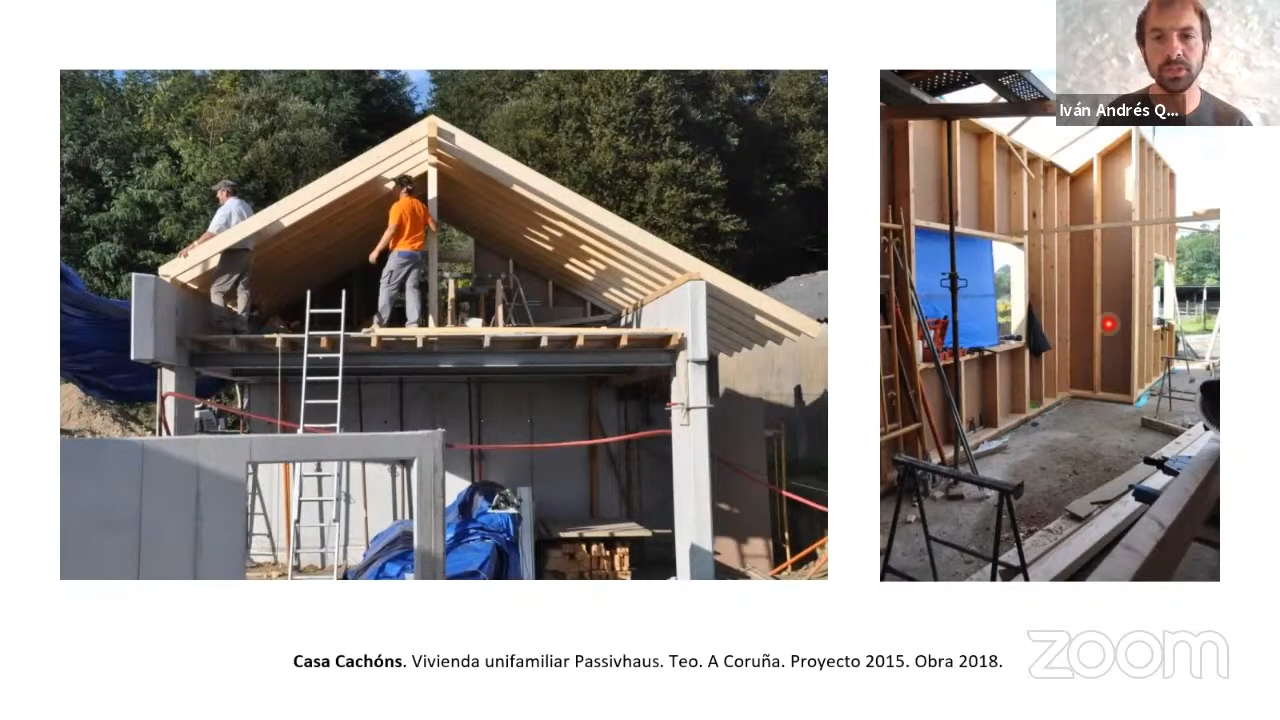 Iván Andrés Q...
Casa Cachóns. Vivienda unifamiliar Passivhaus. Teo. A Coruña. Proyecto 2015. Obra 2018.
zoom